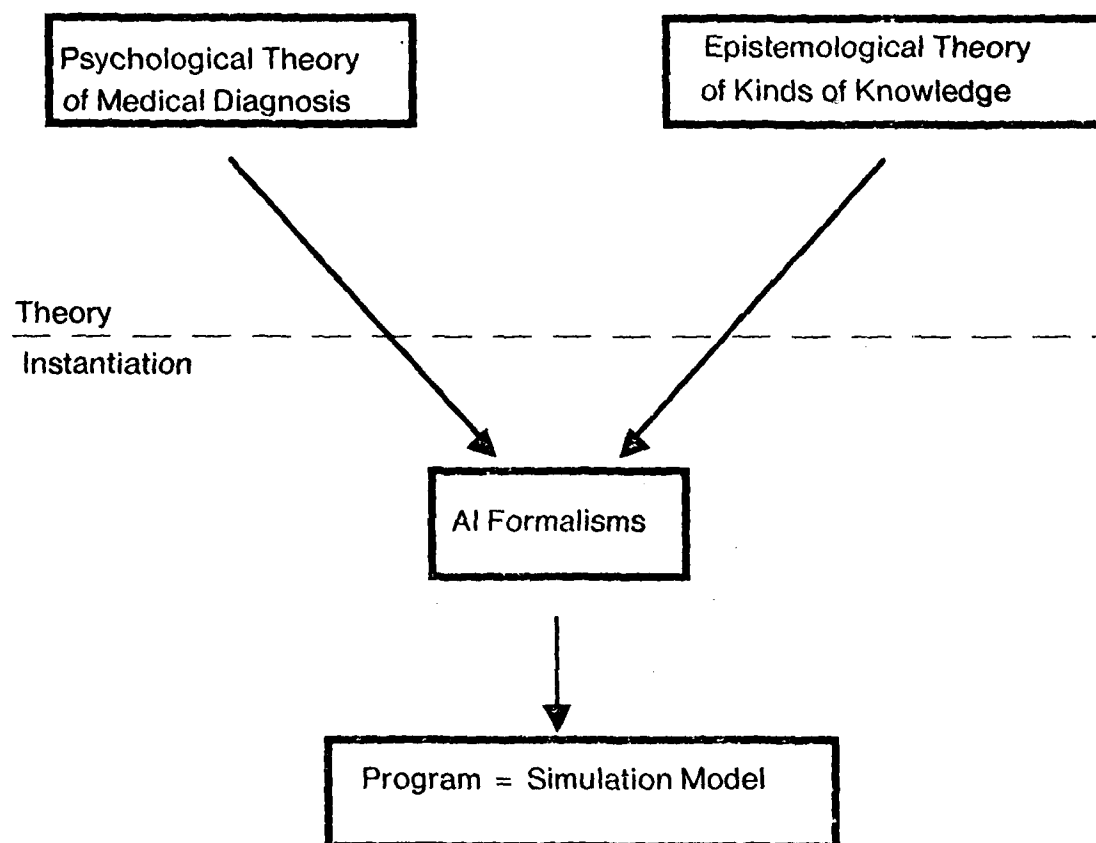 Psychological Theory
of Medical Diagnosis
Epistemological Theory
of Kinds of Knowledge
Theory
Instantiation
AI Formalisms
Program = Simulation Model